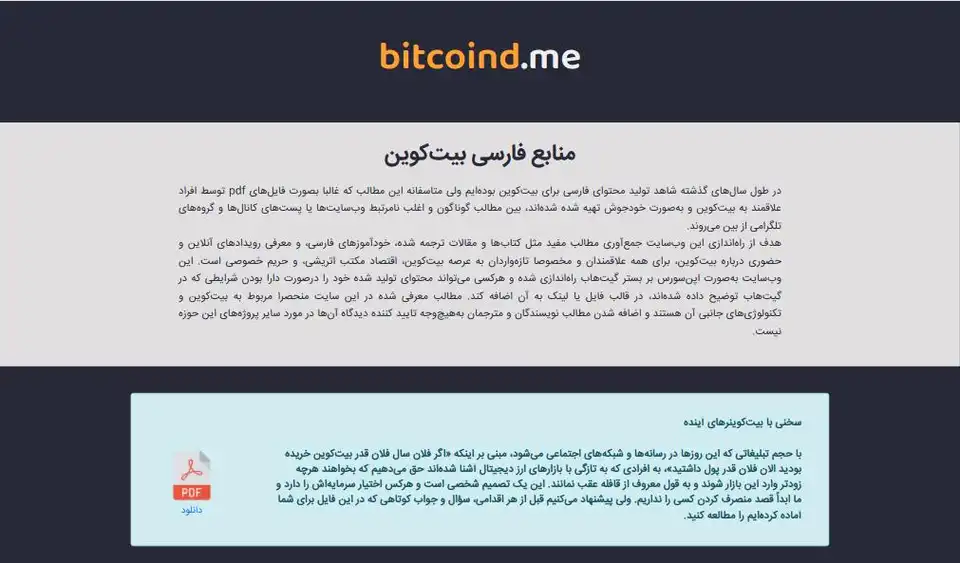 bitcoind.me
منابع فارسی بیت‌کوین
در طول سال‌های گذشته شاهد تولید محتوای فارسی برای بیت‌کوین بوده‌ایم ولی متاسفانه این مطالب که غالبا بصورت فایل‌های pdf توسط افراد
علاقمند به بیت‌کوین و به‌صورت خودجوش تهیه شده شده‌اند، بین مطالب گوناگون و اغلب نامرتبط وب‌سایت‌ها یا پست‌های کانال‌ها و گروه‌های
تلگرامی از بین می‌روند.
هدف از راه‌اندازی این وب‌سایت جمع‌آوری مطالب مفید مثل کتاب‌ها و مقالات ترجمه شده، خودآموزهای فارسی، و معرفی رویدادهای آنلاین و
حضوری درباره بیت‌کوین، برای همه علاقمندان و مخصوصا تازه‌واردان به عرصه بیت‌کوین، اقتصاد مکتب اتریشی، و حریم خصوصی است. این
وب‌سایت به‌صورت اپن‌سورس بر بستر گیت‌هاب راه‌اندازی شده و هرکسی می‌تواند محتوای تولید شده خود را درصورت دارا بودن شرایطی که در
گیت‌هاب توضیح داده شده‌اند، در قالب فایل یا لینک به آن اضافه کند. مطالب معرفی شده در این سایت منحصرا مربوط به بیت‌کوین و
تکنولوژی‌های جانبی آن هستند و اضافه شدن مطالب نویسندگان و مترجمان به‌هیچ‌وجه تایید کننده دیدگاه آن‌ها در مورد سایر پروژه‌های این حوزه
نیست.
سخنی با بیت‌کوینرهای آینده
با حجم تبلیغاتی که این روزها در رسانه‌ها و شبکه‌های اجتماعی می‌شود، مبنی بر اینکه «اگر فلان سال فلان قدر بیت‌کوین خریده
بودید الان فلان قدر پول داشتید»، به افرادی که به تازگی با بازارهای ارز دیجیتال آشنا شده‌اند حق می‌دهیم که بخواهند هرچه
زودتر وارد این بازار شوند و به قول معروف از قافله عقب نمانند. این یک تصمیم شخصی است و هرکس اختیار سرمایه‌اش را دارد و
ما ابداً قصد منصرف کردن کسی را نداریم. ولی پیشنهاد می‌کنیم قبل از هر اقدامی، سؤال و جواب کوتاهی که در این فایل برای شما
آماده کرده‌ایم را مطالعه کنید.
PDF
دانلود